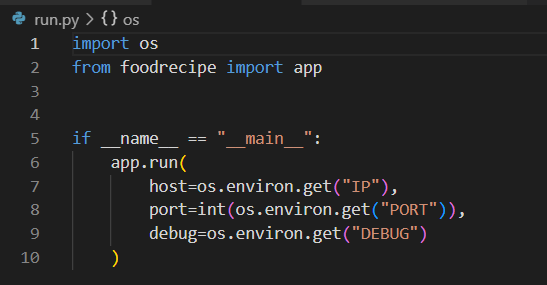 run.py > {} os
1 import os
2 from foodrecipe import app
3
4
5 if __name__ == "__main__":
6     app.run(
7         host=os.environ.get("IP"),
8         port=int(os.environ.get("PORT")),
9         debug=os.environ.get("DEBUG")
10     )